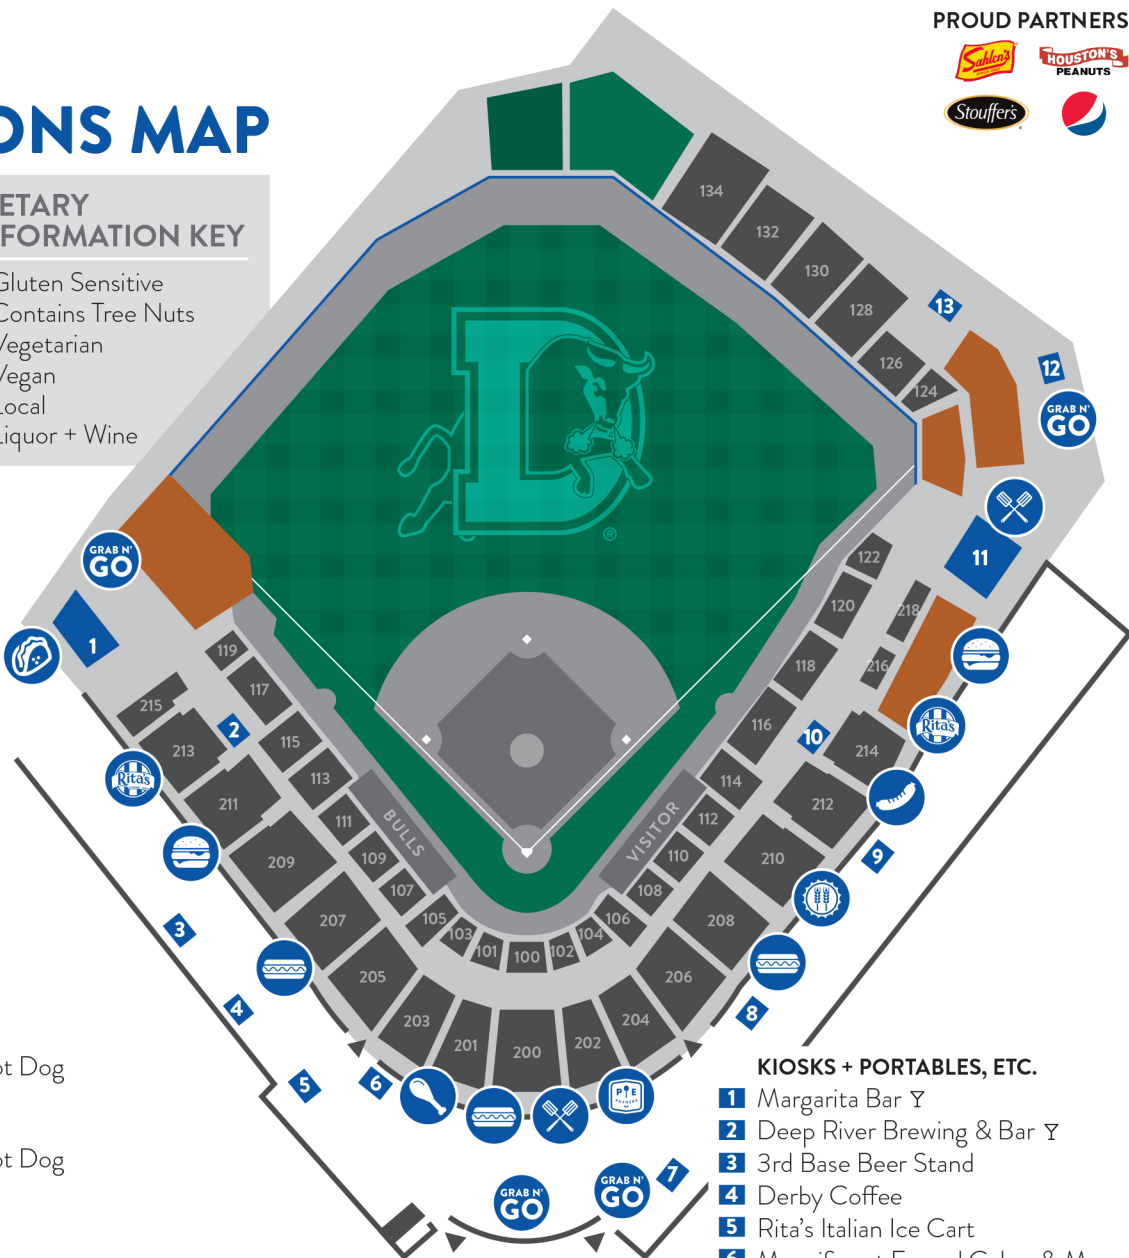 PROUD PARTNERS
Sahlen's
HOUSTON'S
PEANUTS
Stouffer's
ONS MAP
ETARY
FORMATION KEY
Gluten Sensitive
Contains Tree Nuts
Vegetarian
Vegan
Local
Liquor + Wine
134
132
130
128
126
124
13
12
GRAB N'
GO
D
®
11
122
120
118
116
114
112
110
108
106
104
102
100
101
103
105
107
109
111
113
115
117
119
218
216
214
212
210
208
206
204
202
200
201
203
205
207
209
211
213
215
GRAB N'
GO
1
2
Rita's
3
4
5
6
10
Rita's
9
8
BULLS
VISITOR
PIE
PUSHERS
GRAB N'
GO
GRAB N'
GO
7
ot Dog
ot Dog
KIOSKS + PORTABLES, ETC.
1 Margarita Bar
2 Deep River Brewing & Bar
3 3rd Base Beer Stand
4 Derby Coffee
5 Rita's Italian Ice Cart